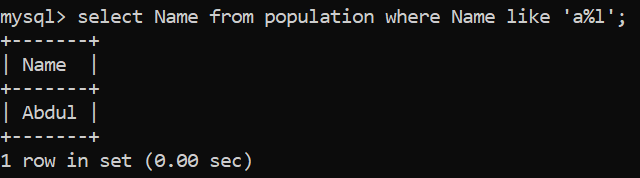 mysql> select Name from population where Name like 'a%l';
+-------+
| Name  |
+-------+
| Abdul |
+-------+
1 row in set (0.00 sec)